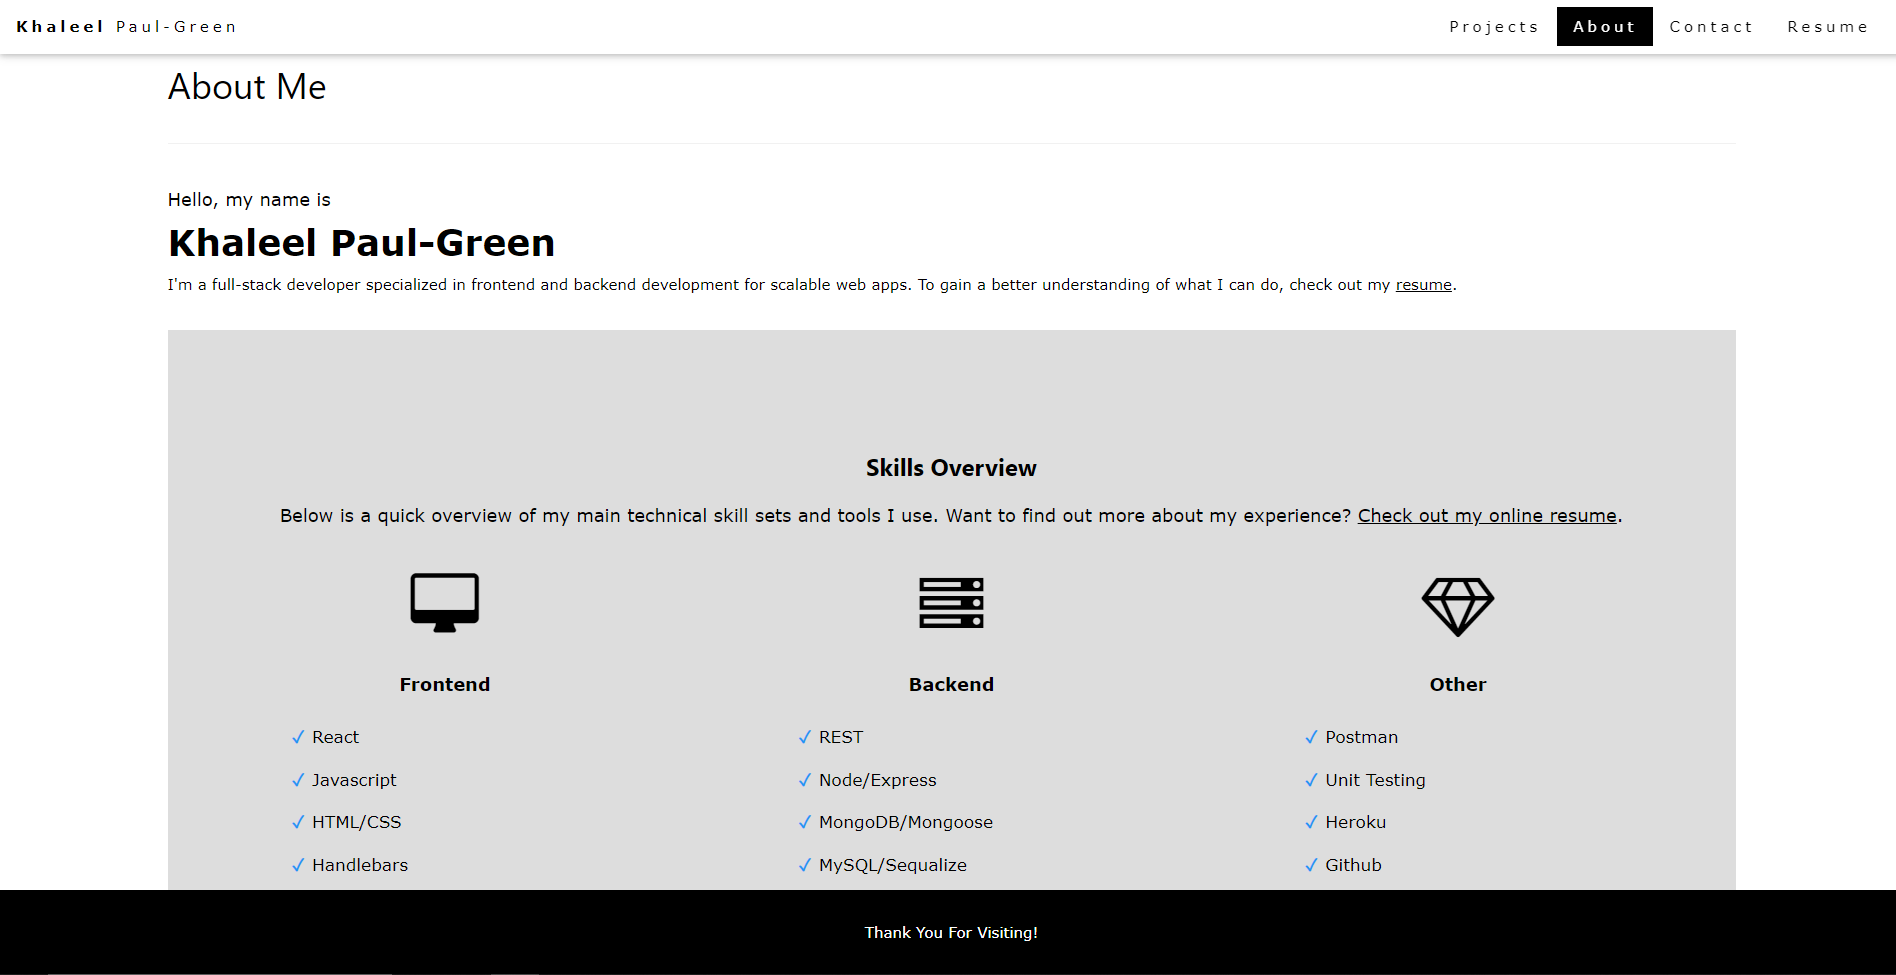 Khaleel Paul-Green
Projects About Contact Resume
About Me
Hello, my name is
Khaleel Paul-Green
I'm a full-stack developer specialized in frontend and backend development for scalable web apps. To gain a better understanding of what I can do, check out my resume.
Skills Overview
Below is a quick overview of my main technical skill sets and tools I use. Want to find out more about my experience? Check out my online resume.
Frontend
✓ React
✓ Javascript
✓ HTML/CSS
✓ Handlebars
Backend
✓ REST
✓ Node/Express
✓ MongoDB/Mongoose
✓ MySQL/Sequalize
Other
✓ Postman
✓ Unit Testing
✓ Heroku
✓ Github
Thank You For Visiting!